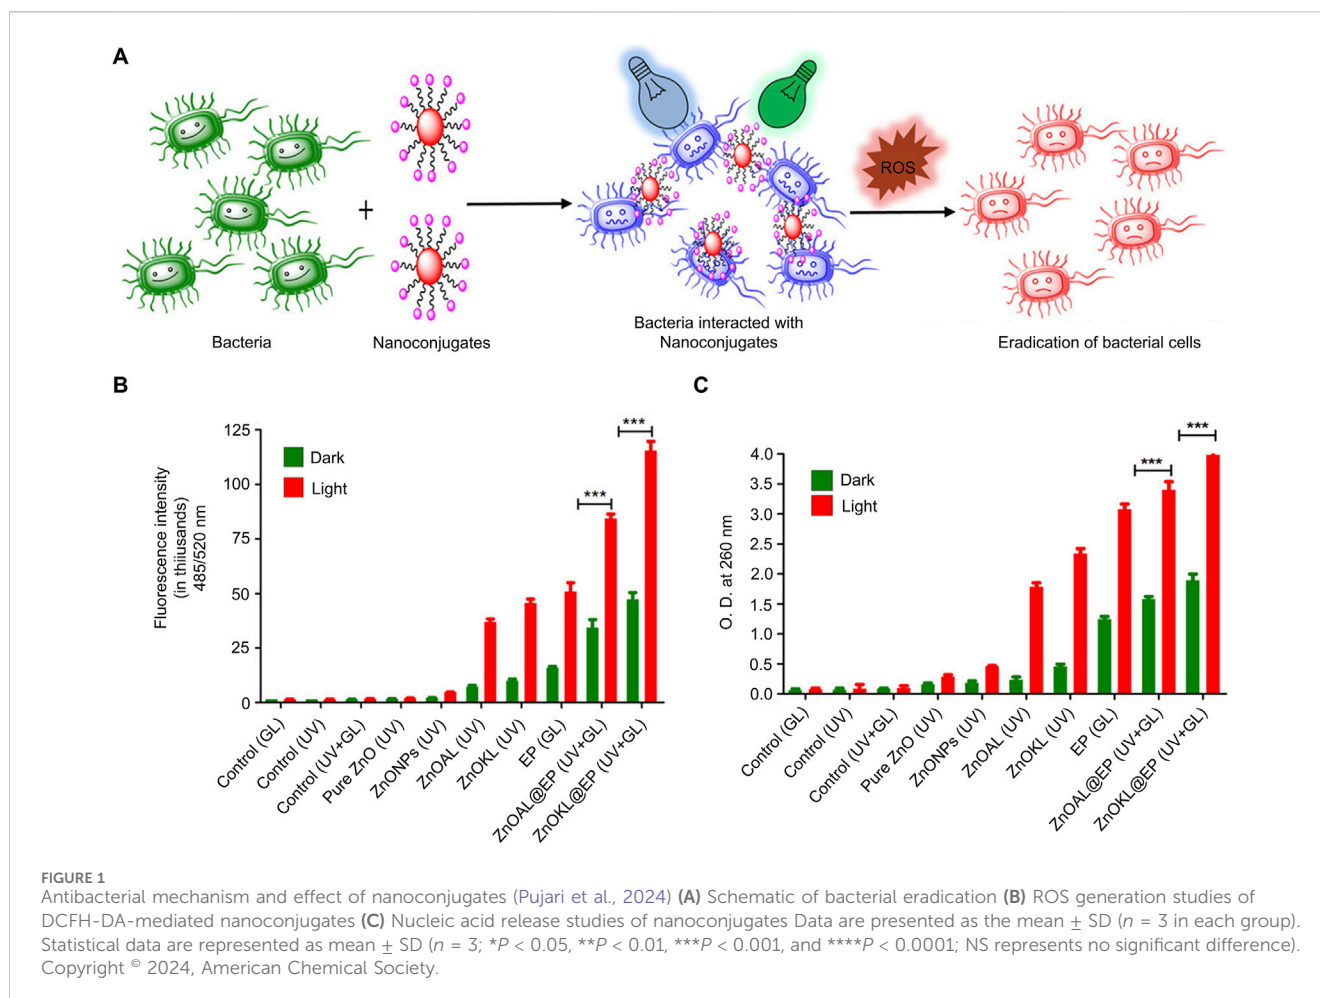 A
ROS
+
Bacteria
Nanoconjugates
Bacteria interacted with
Nanoconjugates
Eradication of bacterial cells
B
Fluorescence intensity
(in thiiusands)
485/520 nm
125
100
75
50
25
0
Dark
Light
***
***
Control (GL)
Control (UV)
Control (UV+GL)
Pure ZnO (UV)
ZnONPs (UV)
ZnOAL (UV)
ZnOKL (UV)
EP (GL)
ZnOAL@EP (UV+GL)
ZnOKL@EP (UV+GL)
C
O. D. at 260 nm
4.0
3.5
3.0
2.5
2.0
1.5
1.0
0.5
0.0
Dark
Light
***
***
Control (GL)
Control (UV)
Control (UV+GL)
Pure ZnO (UV)
ZnONPs (UV)
ZnOAL (UV)
ZnOKL (UV)
EP (GL)
ZnOAL@EP (UV+GL)
ZnOKL@EP (UV+GL)
FIGURE 1
Antibacterial mechanism and effect of nanoconjugates (Pujari et al., 2024) (A) Schematic of bacterial eradication (B) ROS generation studies of
DCFH-DA-mediated nanoconjugates (C) Nucleic acid release studies of nanoconjugates Data are presented as the mean ± SD (n = 3 in each group).
Statistical data are represented as mean ± SD (n = 3; *P < 0.05, **P < 0.01, ***P < 0.001, and ****P < 0.0001; NS represents no significant difference).
Copyright © 2024, American Chemical Society.